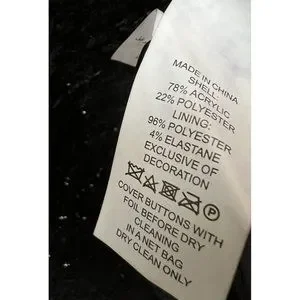 MADE IN CHINA
SHELL:
78% ACRYLIC
22% POLYESTER
LINING:
96% POLYESTER
4% ELASTANE
EXCLUSIVE OF
DECORATION
P
COVER BUTTONS WITH
FOIL BEFORE DRY
CLEANING
IN A NET BAG
DRY CLEAN ONLY